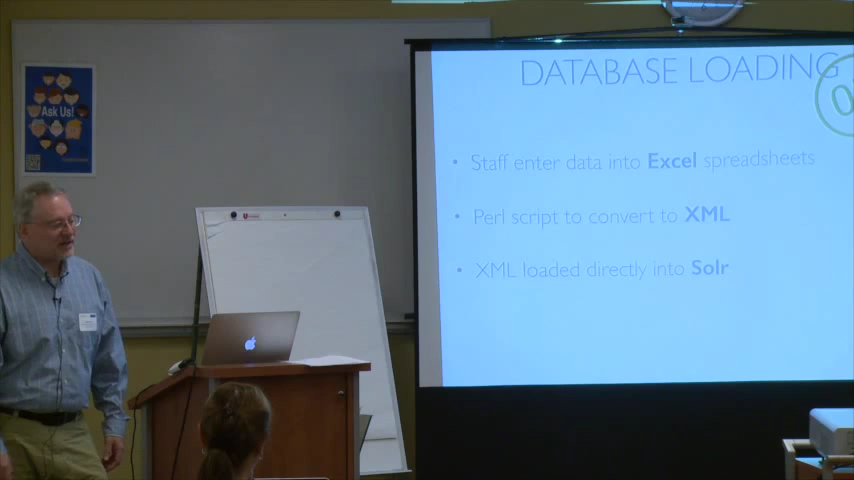 DATABASE LOADING
Ask Us!
• Staff enter data into Excel spreadsheets
• Perl script to convert to XML
• XML loaded directly into Solr